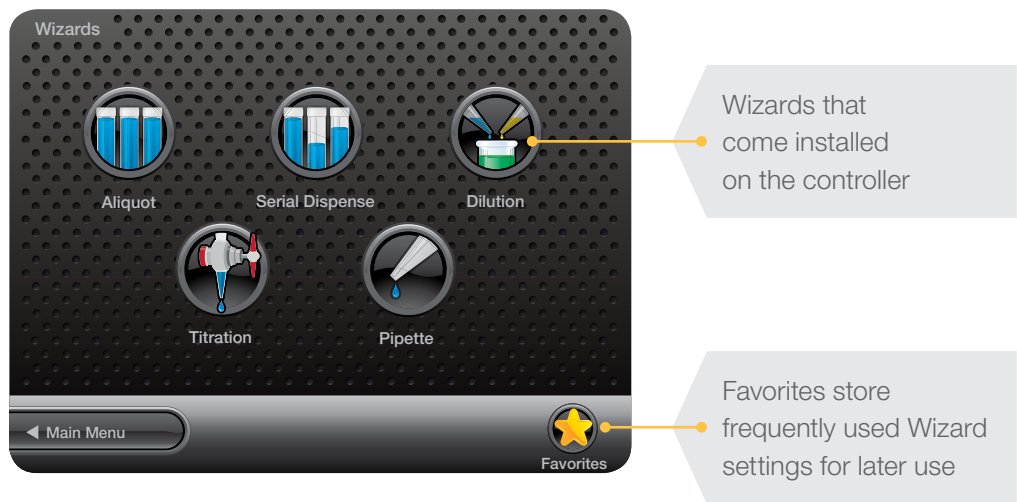 Wizards
Aliquot
Serial Dispense
Dilution
Titration
Pipette
Main Menu
Favorites
Wizards that
come installed
on the controller
Favorites store
frequently used Wizard
settings for later use